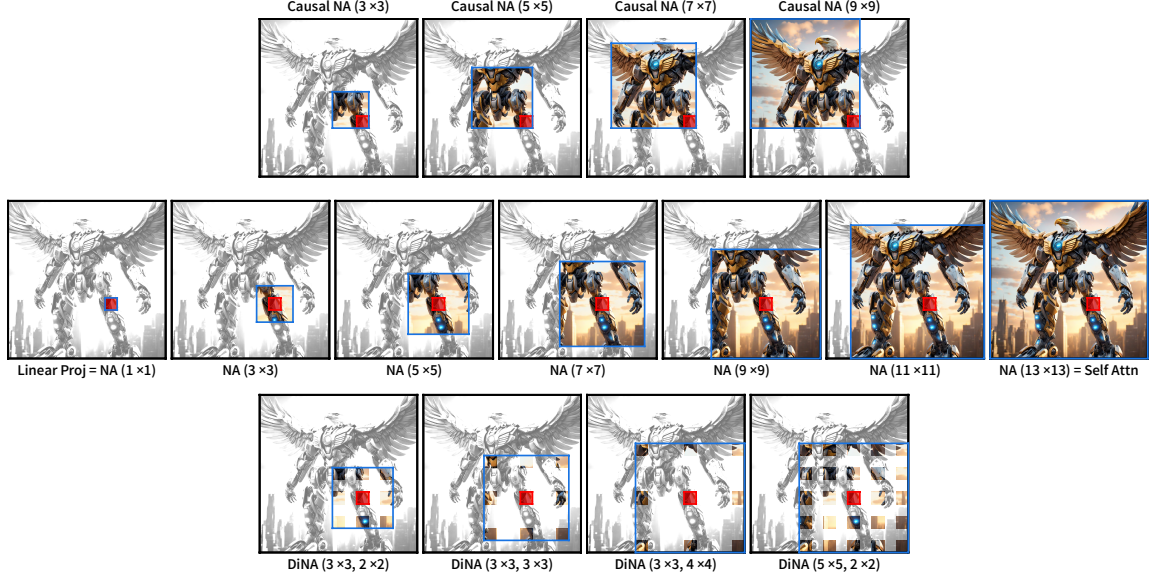 Causal NA (3 ×3)
Causal NA (5 ×5)
Causal NA (7 ×7)
Causal NA (9 ×9)
Linear Proj = NA (1 ×1)
NA (3 ×3)
NA (5 ×5)
NA (7 ×7)
NA (9 ×9)
NA (11 ×11)
NA (13 ×13) = Self Attn
DiNA (3 ×3, 2 ×2)
DiNA (3 ×3, 3 ×3)
DiNA (3 ×3, 4 ×4)
DiNA (5 ×5, 2 ×2)